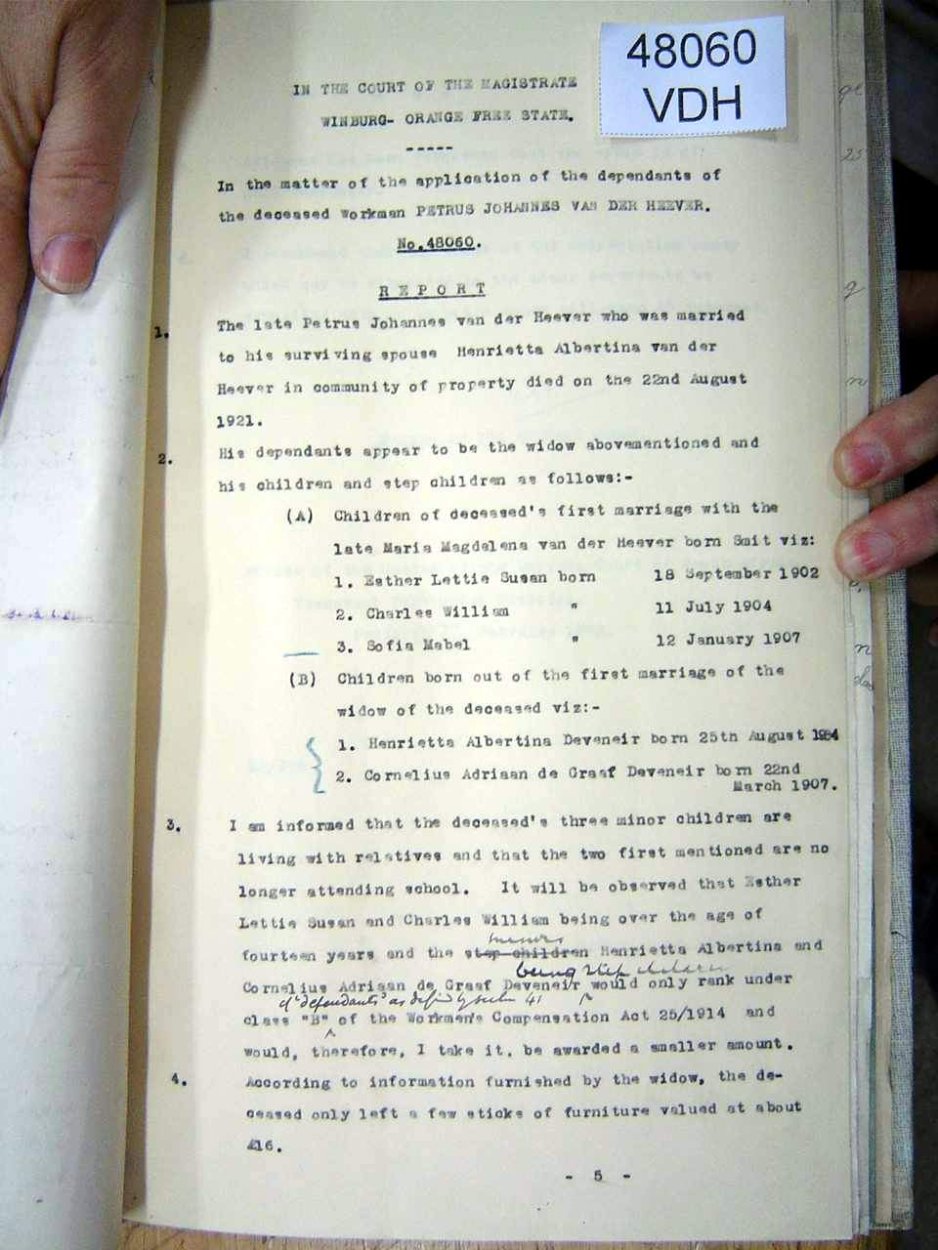 48060
VDH
IN THE COURT OF THE MAGISTRATE
WINBURG- ORANGE FREE STATE.
-----
In the matter of the application of the dependants of
the deceased Workman PETRUS JOHANNES VAN DER HEEVER.
No.48060.
REPORT
1. The late Petrus Johannes van der Heever who was married
to his surviving spouse Henrietta Albertina van der
Heever in community of property died on the 22nd August
1921.
2. His dependants appear to be the widow abovementioned and
his children and step children as follows:-
(A) Children of deceased's first marriage with the
late Maria Magdalena van der Heever born Smit viz:
1. Esther Lettie Susan born 18 September 1902
2. Charles William " 11 July 1904
3. Sofia Mabel " 12 January 1907
(B) Children born out of the first marriage of the
widow of the deceased viz:-
1. Henrietta Albertina Deveneir born 25th August
2. Cornelius Adriaan de Graaf Deveneir born 22nd
March 1907.
3. I am informed that the deceased's three minor children are
living with relatives and that the two first mentioned are no
longer attending school. It will be observed that Esther
Lettie Susan and Charles William being over the age of
minors
fourteen years and the step children Henrietta Albertina and
being step children
Cornelius Adriaan de Graaf Deveneir would only rank under
of "defendants" as defined by section 41
class "B" of the Workmen's Compensation Act 25/1914 and
would, therefore, I take it, be awarded a smaller amount.
4. According to information furnished by the widow, the de-
ceased only left a few sticks of furniture valued at about
£16.
- 5 -